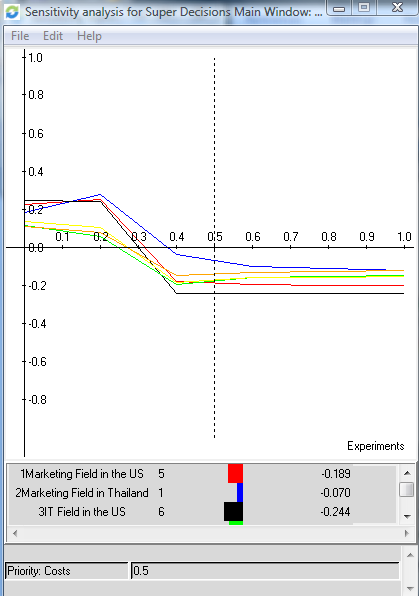 Sensitivity analysis for Super Decisions Main Window: ...
File Edit Help
1.0
0.8
0.6
0.4
0.2
0.0
0.1 0.2 0.3 0.4 0.5 0.6 0.7 0.8 0.9 1.0
-0.2
-0.4
-0.6
-0.8
Experiments
1Marketing Field in the US 5 -0.189
2Marketing Field in Thailand 1 -0.070
3IT Field in the US 6 -0.244
Priority: Costs 0.5